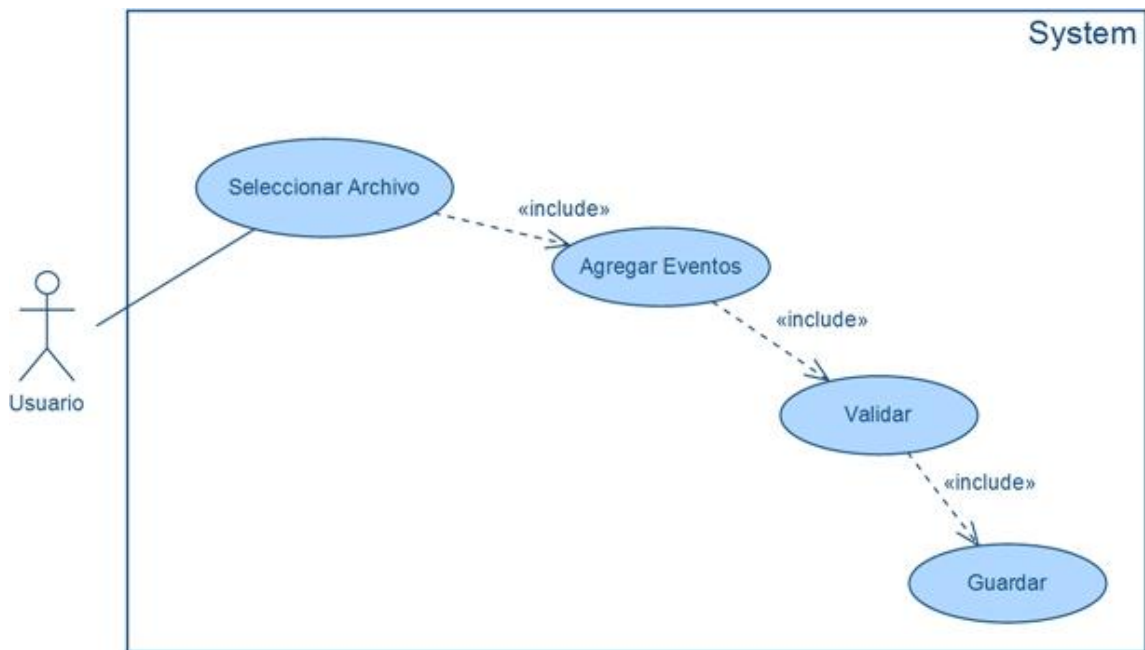 System
Seleccionar Archivo
«include»
Agregar Eventos
«include»
Usuario
Validar
«include»
Guardar